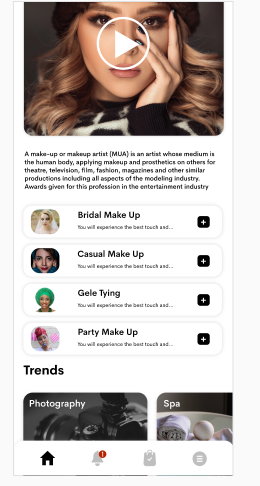 A make-up or makeup artist (MUA) is an artist whose medium is
the human body, applying makeup and prosthetics on others for
theatre, television, film, fashion, magazines and other similar
productions including all aspects of the modeling industry.
Awards given for this profession in the entertainment industry
Bridal Make Up
You will experience the best touch and...
Casual Make Up
You will experience the best touch and...
Gele Tying
You will experience the best touch and...
Party Make Up
You will experience the best touch and...
Trends
Photography
Spa